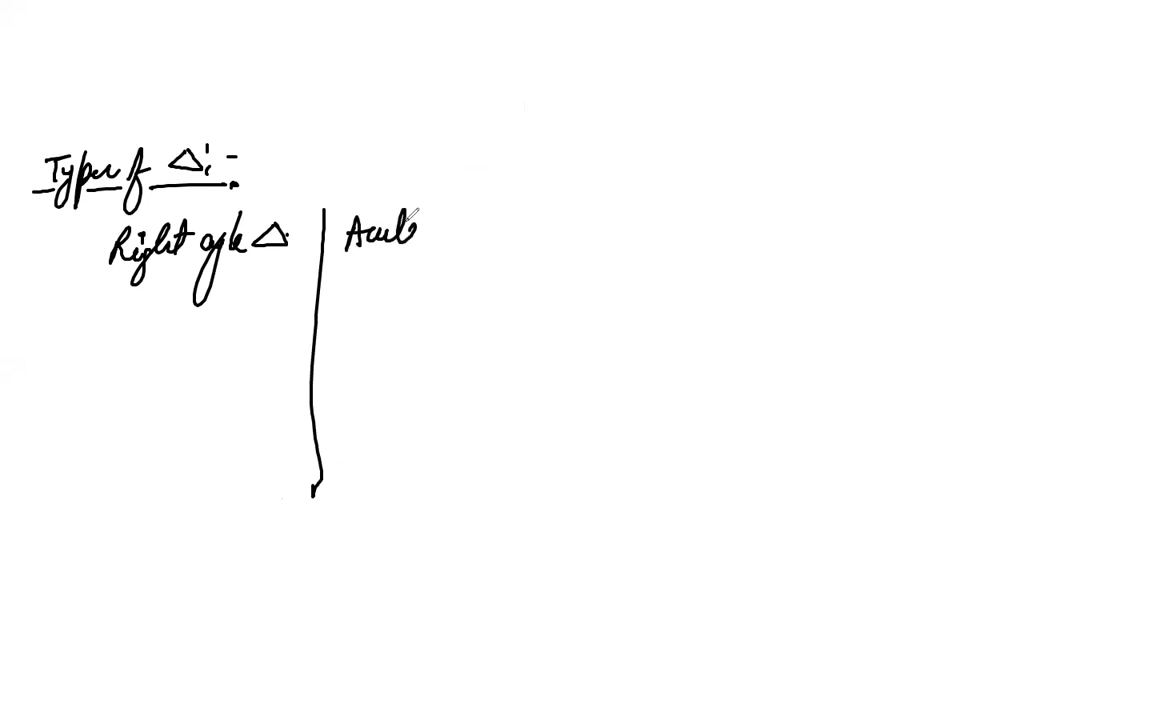 Types of Δ's :-
Right angle Δ
Acute